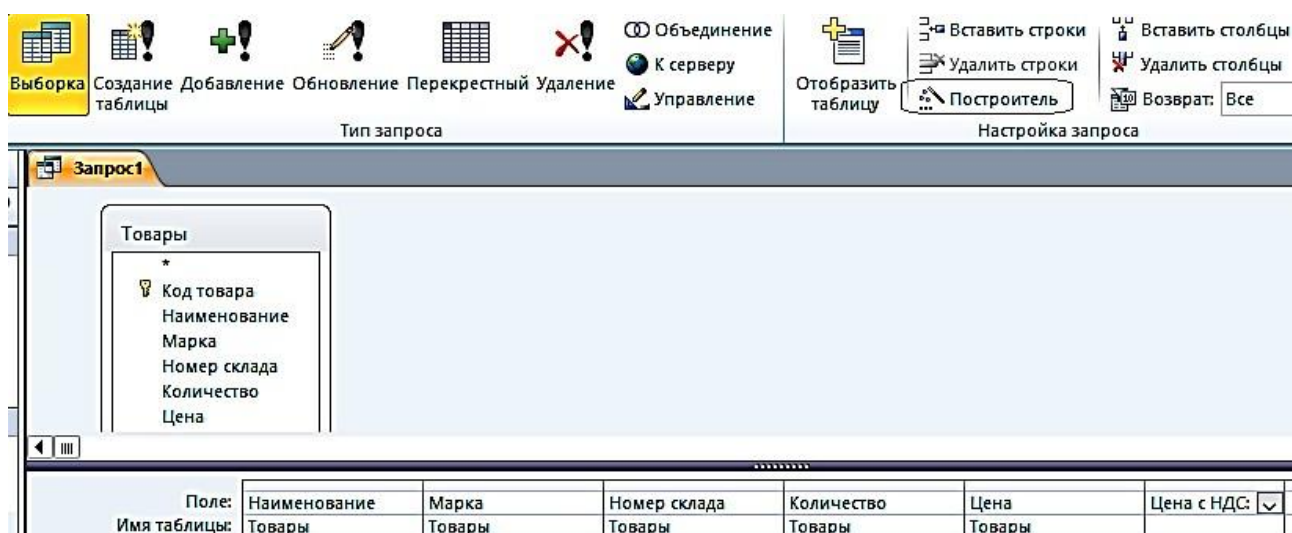 Выборка
Создание таблицы
Добавление
Обновление
Перекрестный
Удаление
Объединение
К серверу
Управление
Тип запроса
Отобразить таблицу
Вставить строки
Удалить строки
Построитель
Вставить столбцы
Удалить столбцы
Возврат: Все
Настройка запроса
Запрос1
Товары
*
Код товара
Наименование
Марка
Номер склада
Количество
Цена
Поле: Наименование Марка Номер склада Количество Цена Цена с НДС:
Имя таблицы: Товары Товары Товары Товары Товары